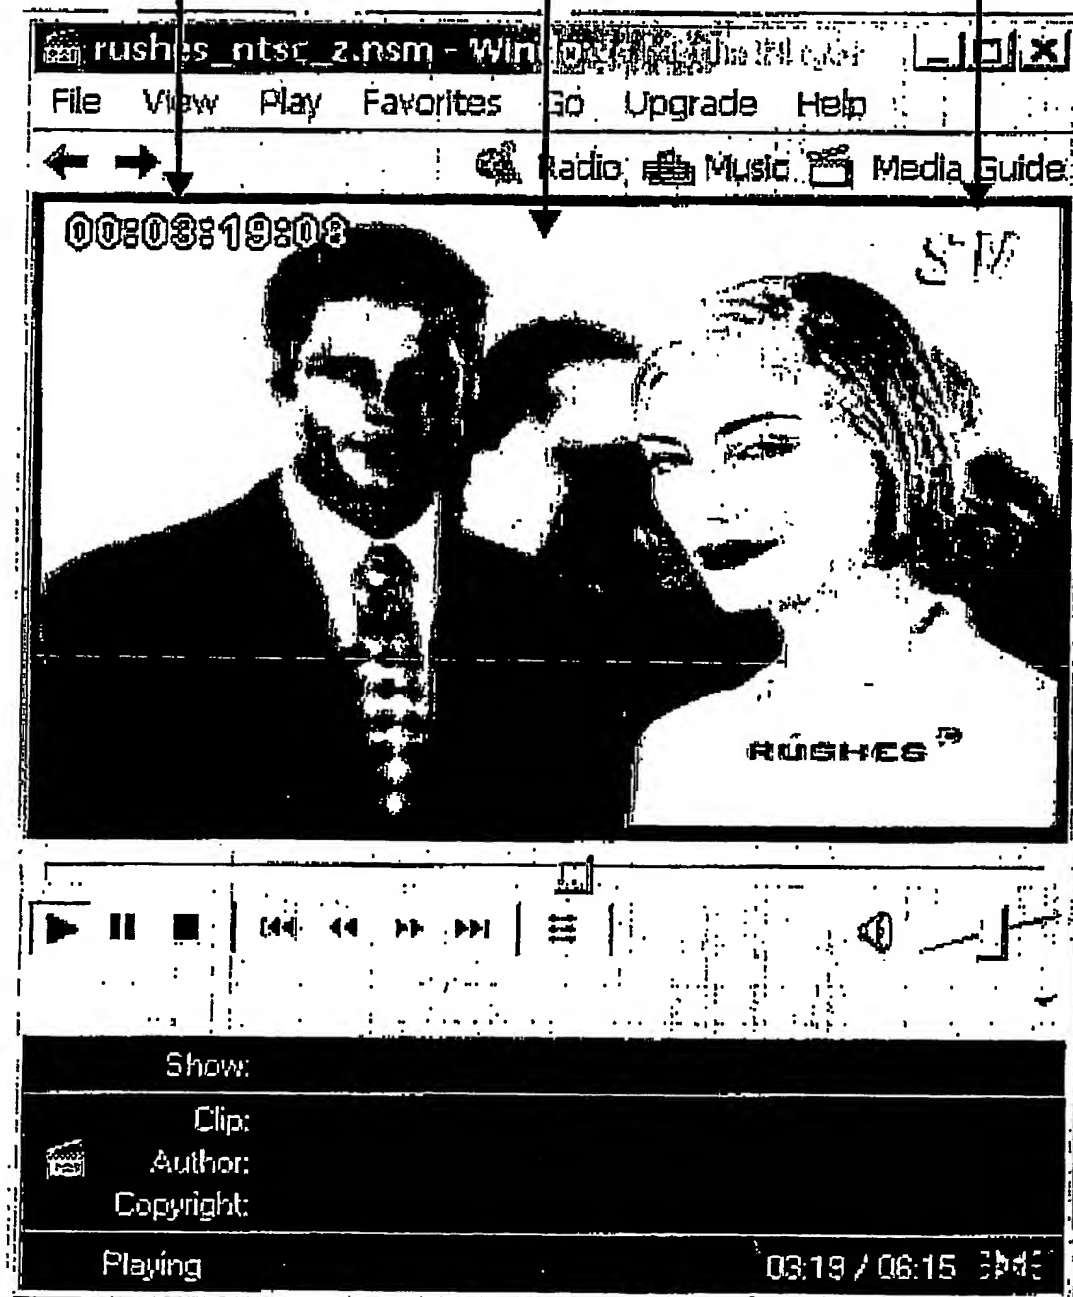 rushes_ntsc_z.nsm -
File View Play Favorites Go Upgrade Help
Radio Music Media Guide
00:03:19:08
RUSHES
Show:
Clip:
Author:
Copyright:
Playing 03:19 / 06:15